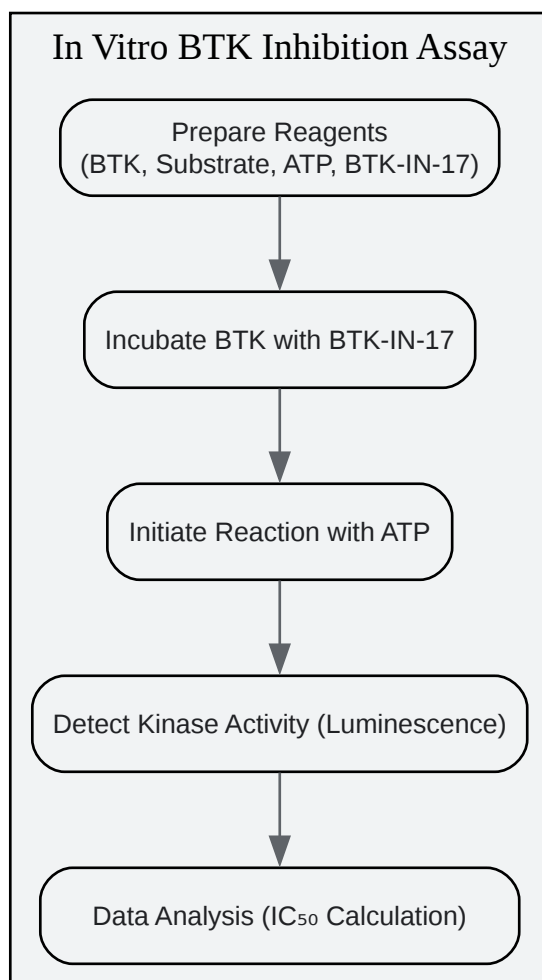 In Vitro BTK Inhibition Assay
Prepare Reagents
(BTK, Substrate, ATP, BTK-IN-17)
Incubate BTK with BTK-IN-17
Initiate Reaction with ATP
Detect Kinase Activity (Luminescence)
Data Analysis (IC₅₀ Calculation)